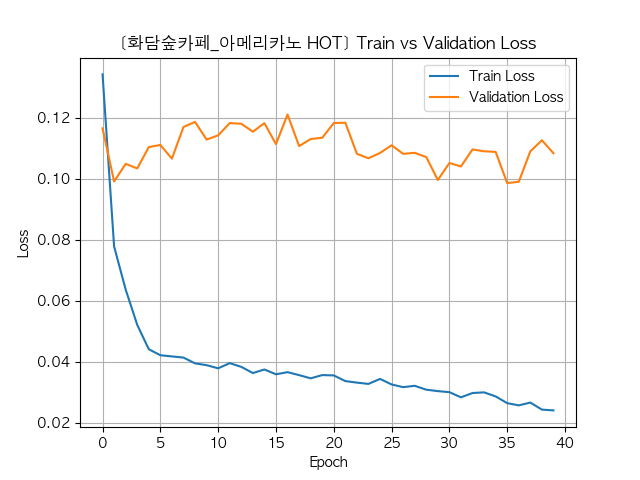 [화담숲카페_아메리카노 HOT] Train vs Validation Loss
Train Loss
Validation Loss
0.12
0.10
0.08
0.06
0.04
0.02
Loss
0 5 10 15 20 25 30 35 40
Epoch